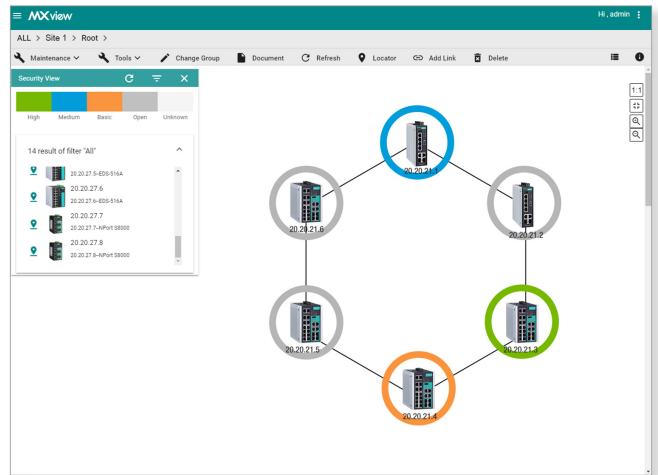 MXview
Hi, admin
ALL > Site 1 > Root >
Maintenance Tools Change Group Document Refresh Locator Add Link Delete
Security View
High Medium Basic Open Unknown
14 result of filter "All"
20.20.27.5--EDS-516A
20.20.27.6
20.20.27.6--EDS-516A
20.20.27.7
20.20.27.7--NPort S8000
20.20.27.8
20.20.27.8--NPort S8000
1:1
20.20.21.1
20.20.21.6
20.20.21.2
20.20.21.5
20.20.21.3
20.20.21.4